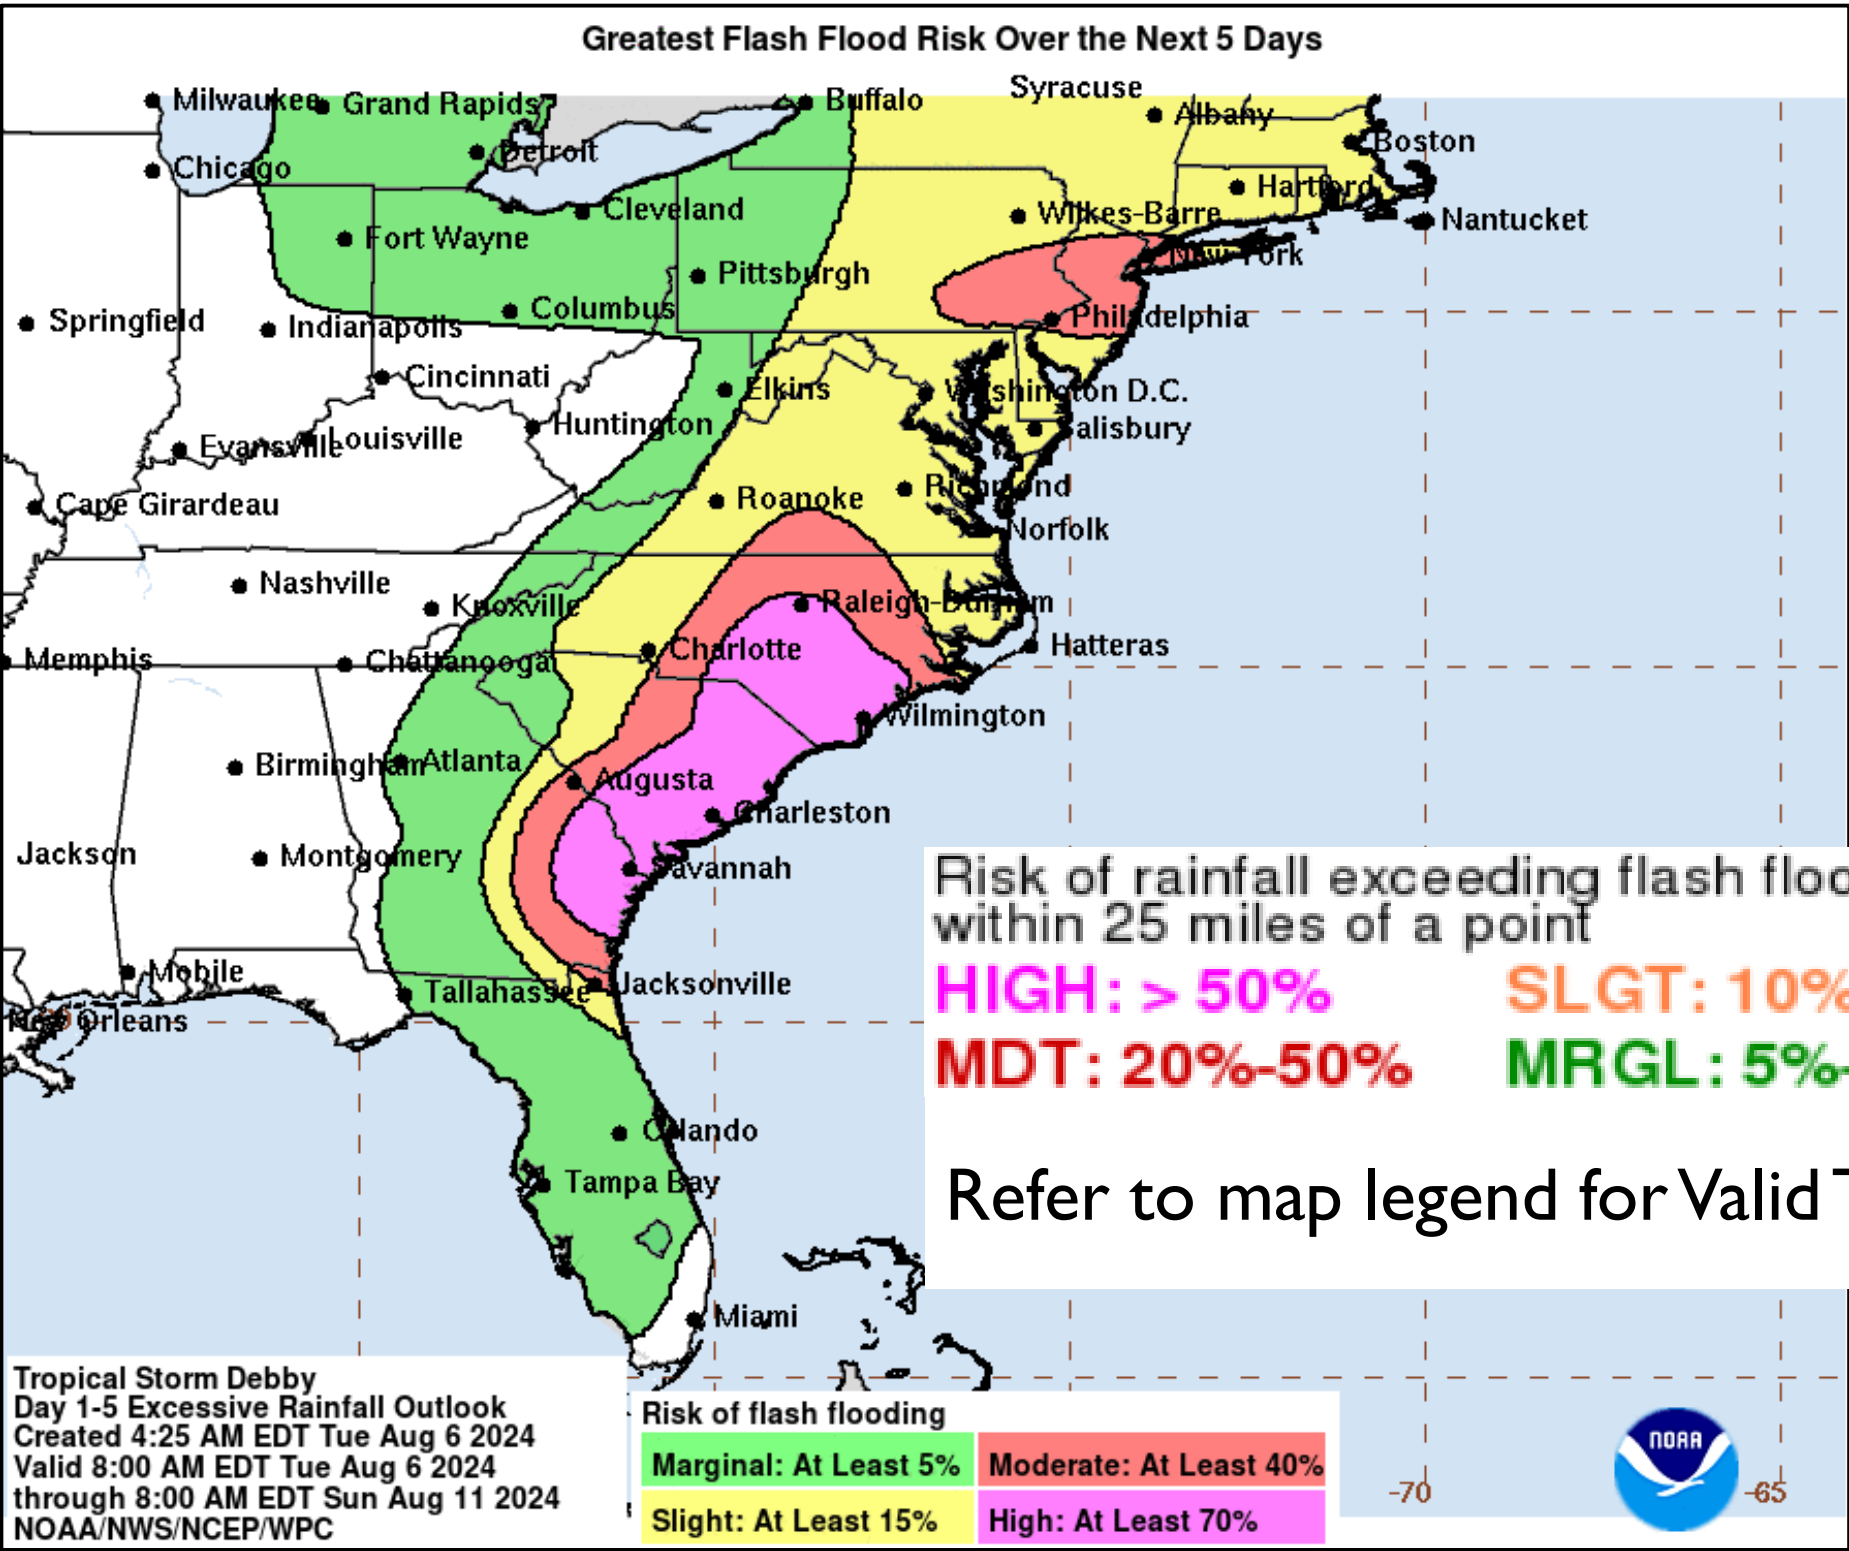 Greatest Flash Flood Risk Over the Next 5 Days
Syracuse
Milwaukee
Grand Rapids
Buffalo
Albany
Detroit
Boston
Chicago
Hartford
Cleveland
Wilkes-Barre
Nantucket
Fort Wayne
New York
Pittsburgh
Columbus
Philadelphia
Springfield
Indianapolis
Cincinnati
Elkins
Washington D.C.
Huntington
Salisbury
Evansville
Louisville
Cape Girardeau
Roanoke
Richmond
Norfolk
Nashville
Knoxville
Raleigh-Durham
Hatteras
Memphis
Chattanooga
Charlotte
Wilmington
Birmingham
Atlanta
Augusta
Charleston
Jackson
Montgomery
Savannah
Mobile
Tallahassee
Jacksonville
New Orleans
Orlando
Tampa Bay
Miami
Risk of rainfall exceeding flash floo
within 25 miles of a point
HIGH: > 50% SLGT: 10%
MDT: 20%-50% MRGL: 5%-
Refer to map legend for Valid T
Tropical Storm Debby
Day 1-5 Excessive Rainfall Outlook
Created 4:25 AM EDT Tue Aug 6 2024
Valid 8:00 AM EDT Tue Aug 6 2024
through 8:00 AM EDT Sun Aug 11 2024
NOAA/NWS/NCEP/WPC
Risk of flash flooding
Marginal: At Least 5% Moderate: At Least 40%
Slight: At Least 15% High: At Least 70%
NOAA
-70
-65